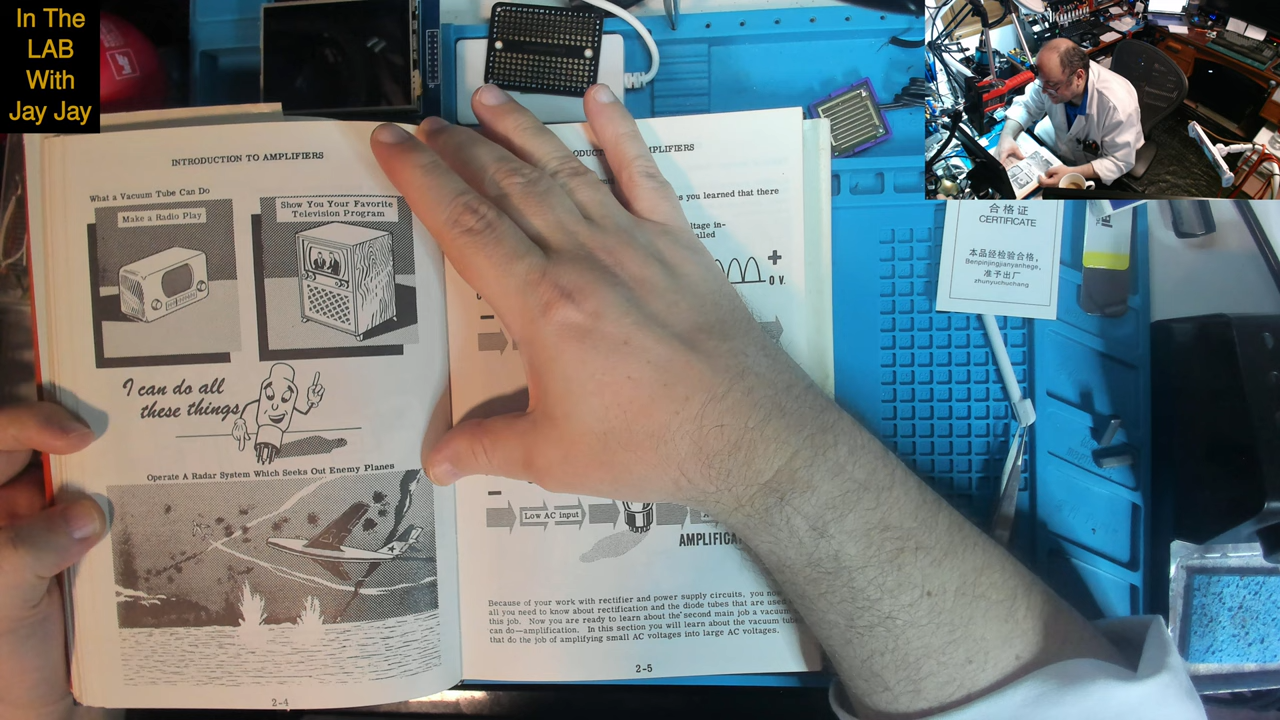 In The
LAB
With
Jay Jay
INTRODUCTION TO AMPLIFIERS
What a Vacuum Tube Can Do
Make a Radio Play
Show You Your Favorite
Television Program
I can do all
these things
Operate A Radar System Which Seeks Out Enemy Planes
2-4
s you learned that there
ltage in-
lled
+
0 V.
Low AC input
AMPLIFICA
Because of your work with rectifier and power supply circuits, you no
all you need to know about rectification and the diode tubes that are used
this job. Now you are ready to learn about the second main job a vacuum
can do—amplification. In this section you will learn about the vacuum tube
that do the job of amplifying small AC voltages into large AC voltages.
2-5
合格证
CERTIFICATE
本品经检验合格，
Benpinjingjianyanhege,
准予出厂
zhunyuchuchang